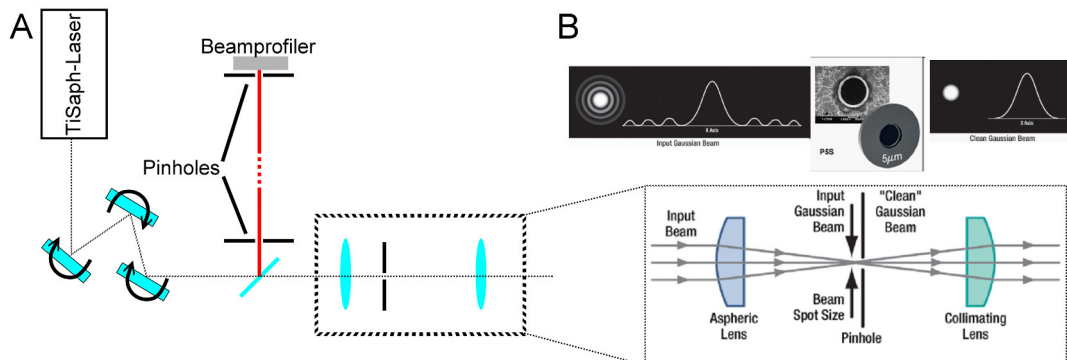 A
TiSaph-Laser
Beamprofiler
Pinholes
B
X Axis
Input Gaussian Beam
P5S
5μm
X Axis
Clean Gaussian Beam
Input
Beam
Input
Gaussian
Beam
"Clean"
Gaussian
Beam
Aspheric
Lens
Beam
Spot Size
Pinhole
Collimating
Lens